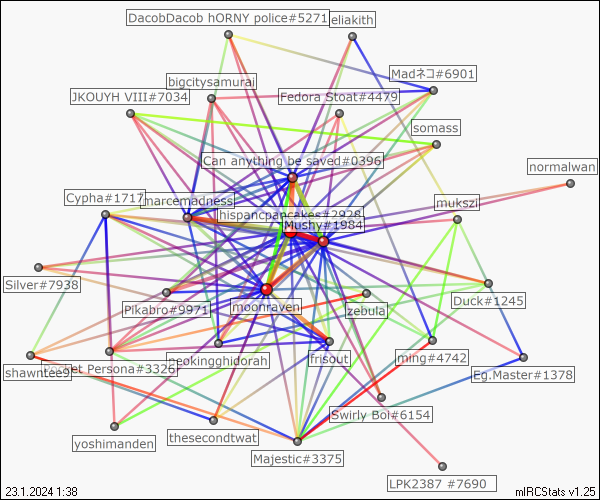 DacobDacob hORNY police#5271
eliakith
Madネコ#6901
bigcitysamurai
JKOUYH VIII#7034
Fedora Stoat#4479
somass
Can anything be saved#0396
normalwan
Cypha#1717
marcemadness
hispancpancakes#2928
mukszi
Mushy#1984
Silver#7938
Pikabro#9971
moonraven
zebula
Duck#1245
shawntee9
Pocket Persona#3326
neokingghidorah
frisout
ming#4742
Eg.Master#1378
Swirly Boi#6154
yoshimanden
thesecondtwat
Majestic#3375
LPK2387 #7690
23.1.2024 1:38
mIRCStats v1.25